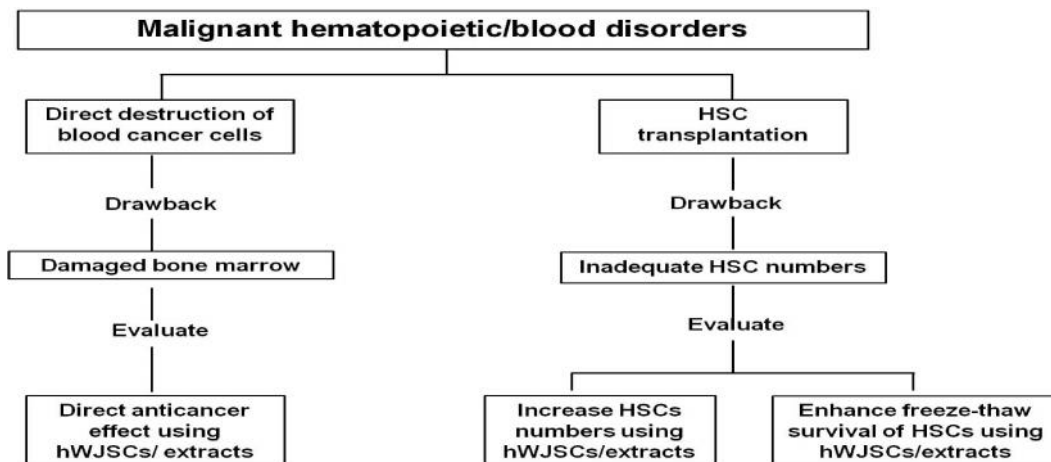 Malignant hematopoietic/blood disorders
Direct destruction of
blood cancer cells
HSC
transplantation
Drawback
Drawback
Damaged bone marrow
Inadequate HSC numbers
Evaluate
Evaluate
Direct anticancer
effect using
hWJSCs/ extracts
Increase HSCs
numbers using
hWJSCs/extracts
Enhance freeze-thaw
survival of HSCs using
hWJSCs/extracts